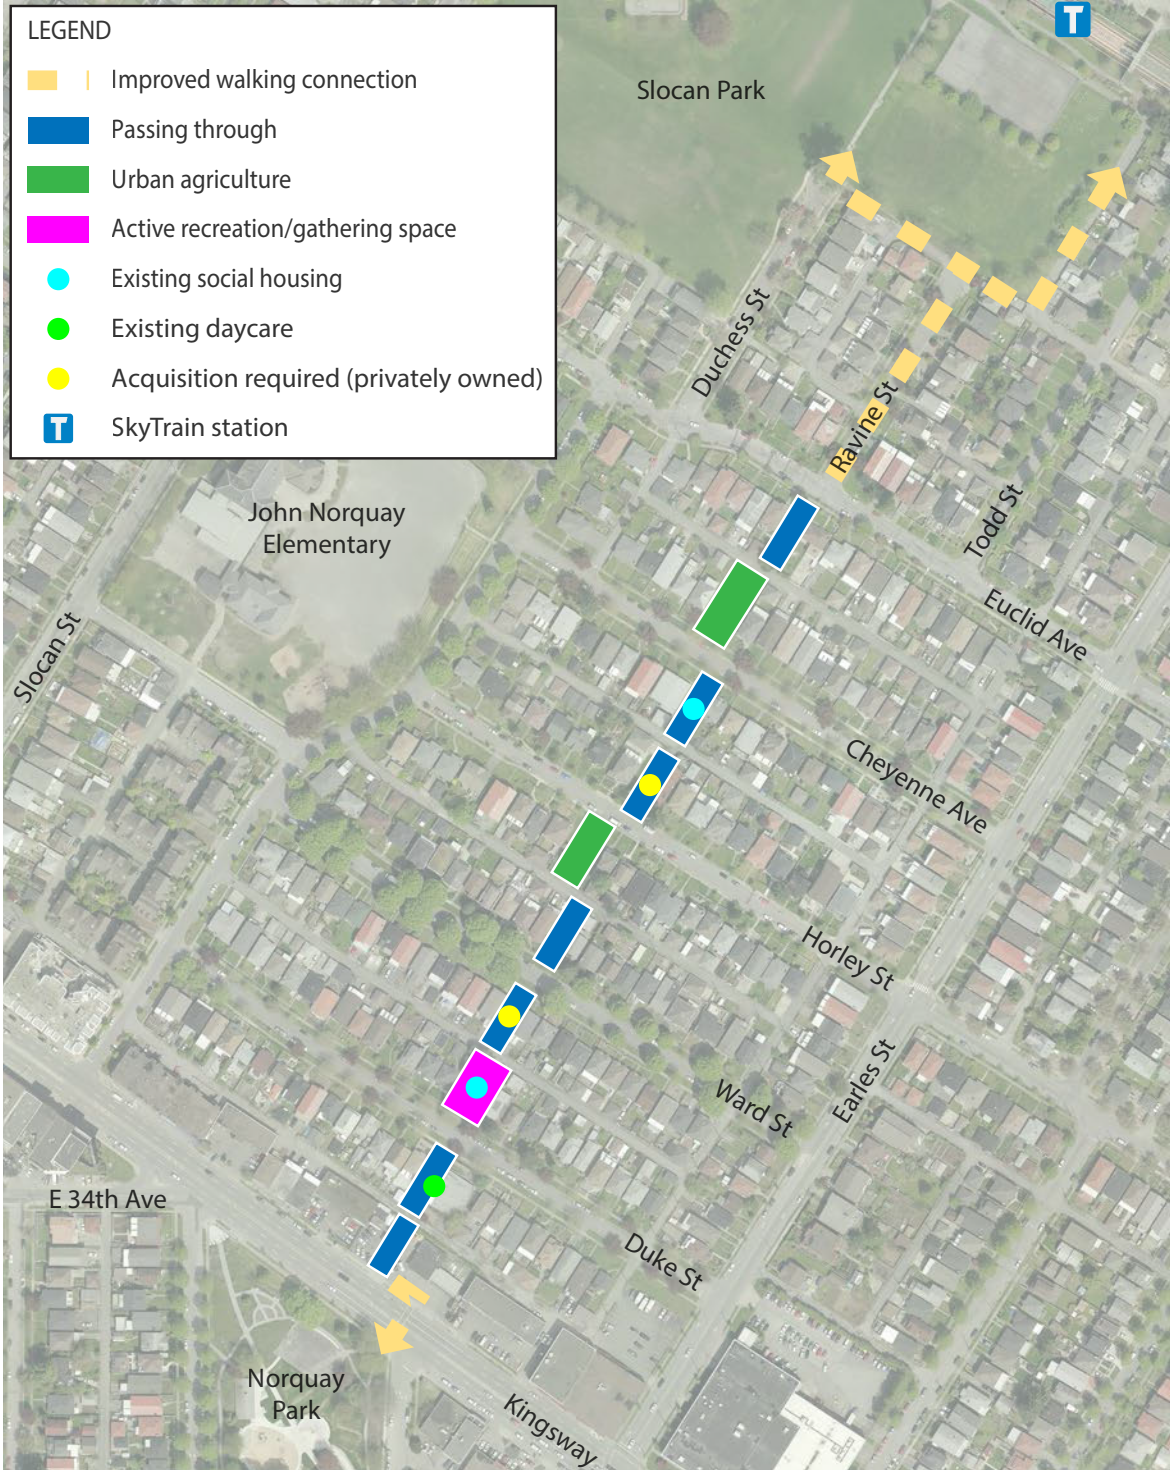 LEGEND
Improved walking connection
Passing through
Urban agriculture
Active recreation/gathering space
Existing social housing
Existing daycare
Acquisition required (privately owned)
T SkyTrain station
T
Slocan Park
Duchess St
Ravine St
Todd St
John Norquay
Elementary
Euclid Ave
Slocan St
Cheyenne Ave
Horley St
Earles St
Ward St
E 34th Ave
Duke St
Norquay
Park
Kingsway